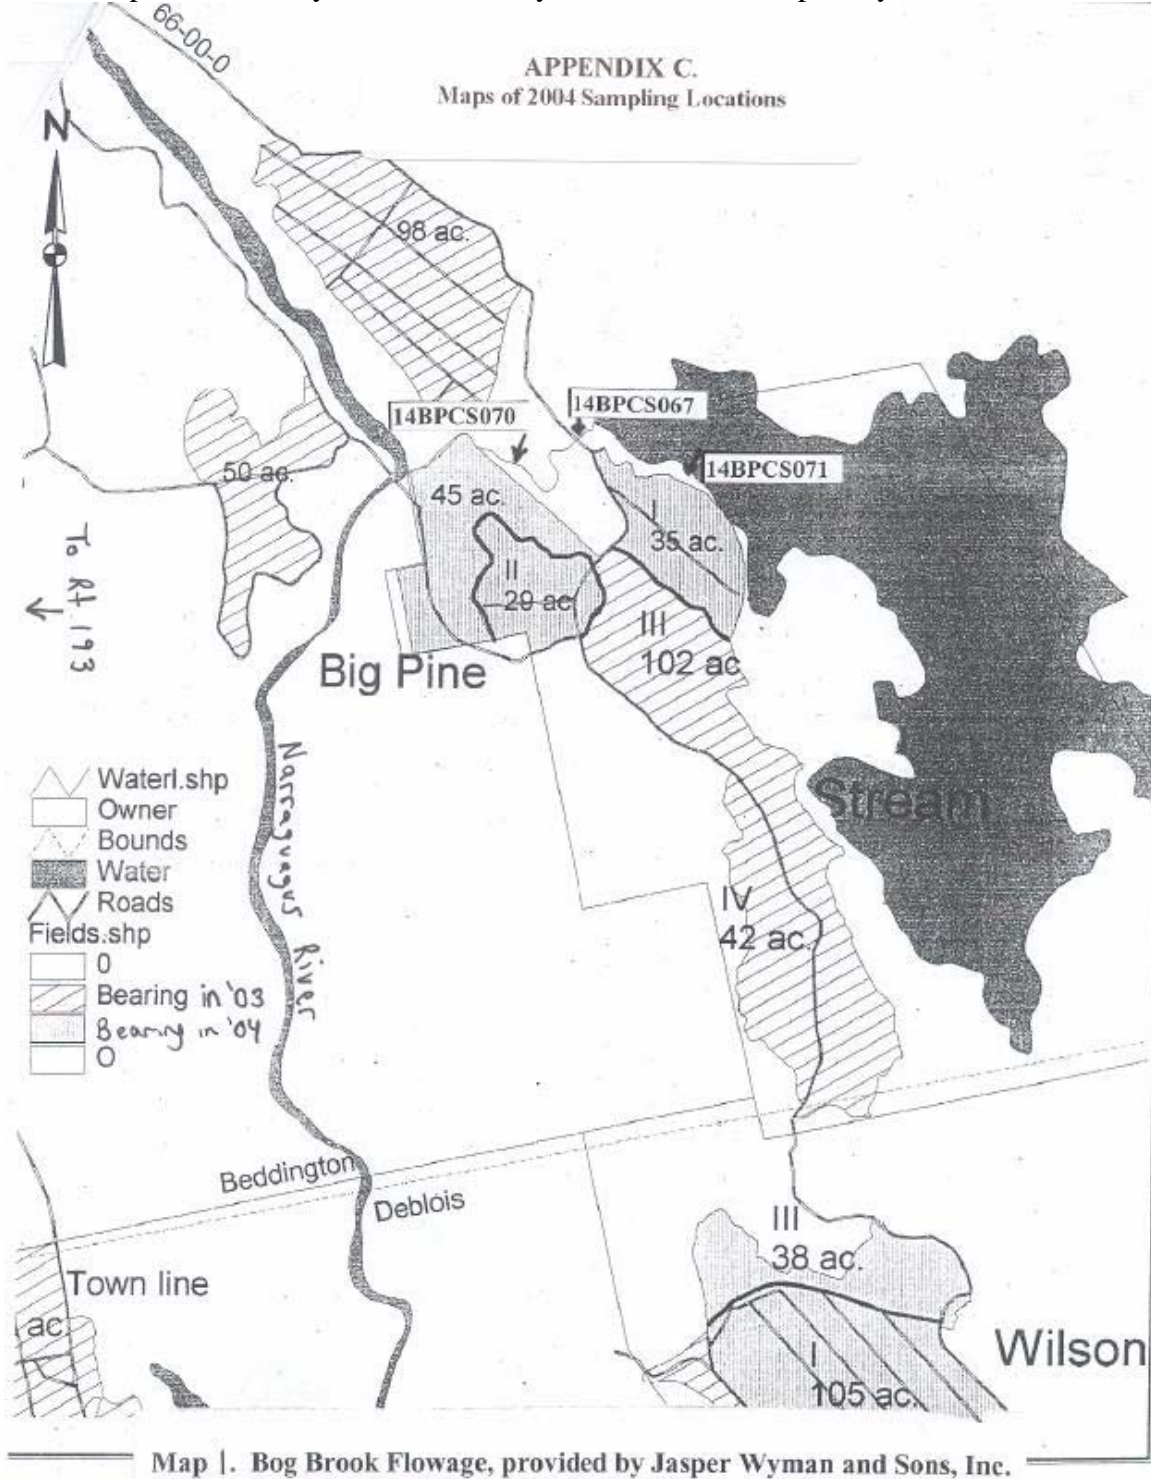 66-00-0
APPENDIX C.
Maps of 2004 Sampling Locations
N
98 ac.
14BPCS070
14BPCS067
14BPCS071
50 ac.
45 ac.
I
35 ac.
II
29 ac
III
102 ac
To Rt. 193
Big Pine
Narraguagus River
Waterl.shp
Owner
Bounds
Water
Roads
Fields.shp
0
Bearing in '03
Bearing in '04
O
Stream
IV
42 ac.
Beddington
Deblois
III
38 ac.
Town line
ac
Wilson
I
105 ac.
Map 1. Bog Brook Flowage, provided by Jasper Wyman and Sons, Inc.